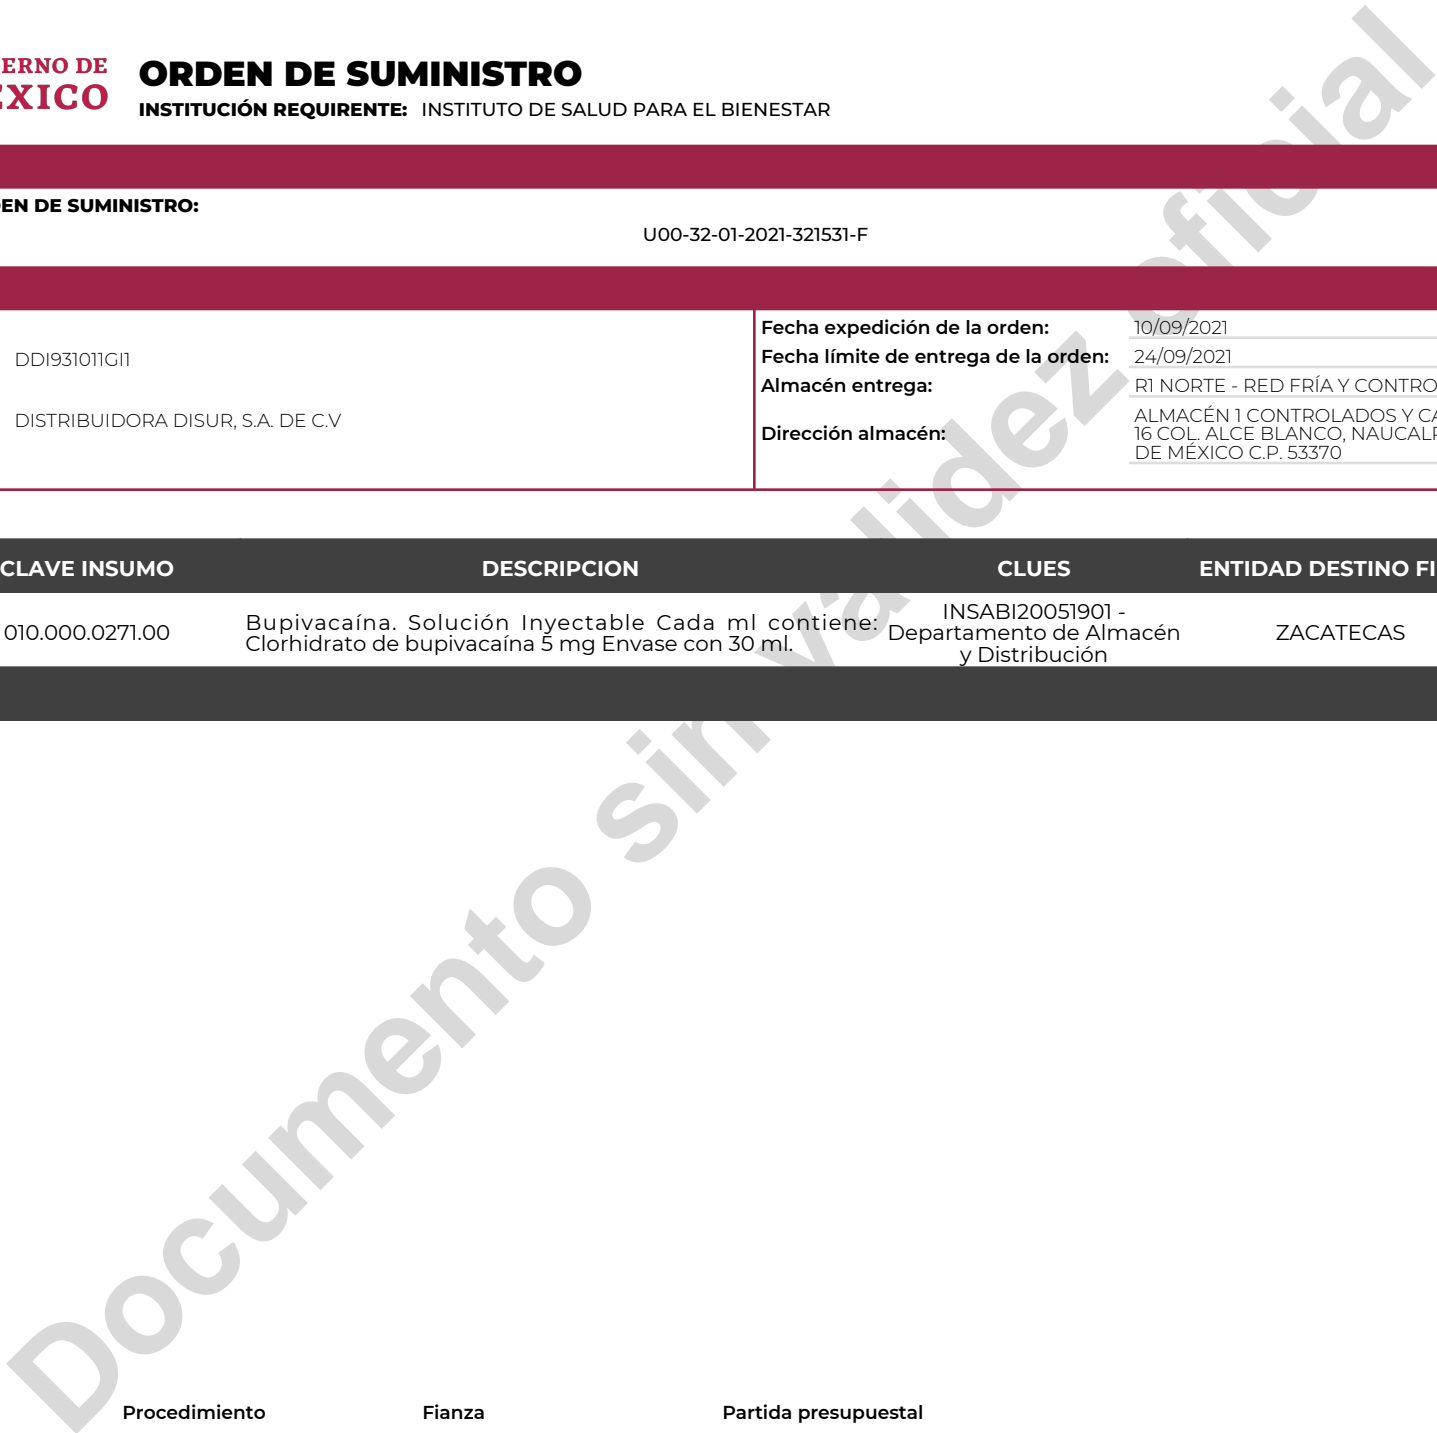 ORDEN DE SUMINISTRO
INSTITUCIÓN REQUIRENTE: INSTITUTO DE SALUD PARA EL BIENESTAR
ERNO DE
XICO
EN DE SUMINISTRO:
U00-32-01-2021-321531-F
DDI931011GI1
DISTRIBUIDORA DISUR, S.A. DE C.V
Fecha expedición de la orden: 10/09/2021
Fecha límite de entrega de la orden: 24/09/2021
Almacén entrega: R1 NORTE - RED FRÍA Y CONTRO
Dirección almacén: ALMACÉN 1 CONTROLADOS Y CA
16 COL. ALCE BLANCO, NAUCALP
DE MÉXICO C.P. 53370
CLAVE INSUMO DESCRIPCION CLUES ENTIDAD DESTINO FI
010.000.0271.00
Bupivacaína. Solución Inyectable Cada ml contiene:
Clorhidrato de bupivacaína 5 mg Envase con 30 ml.
INSABI20051901 -
Departamento de Almacén
y Distribución
ZACATECAS
Documento sin validez oficial
Procedimiento Fianza Partida presupuestal